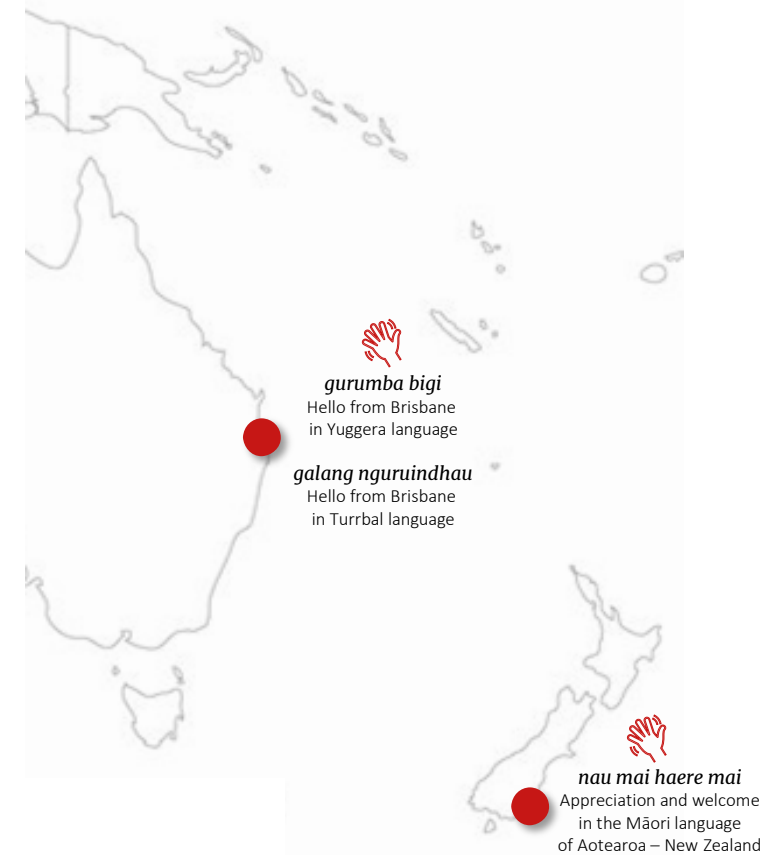 gurumba bigi
Hello from Brisbane
in Yuggera language
galang nguruindhau
Hello from Brisbane
in Turrbal language
nau mai haere mai
Appreciation and welcome
in the Māori language
of Aotearoa – New Zealand